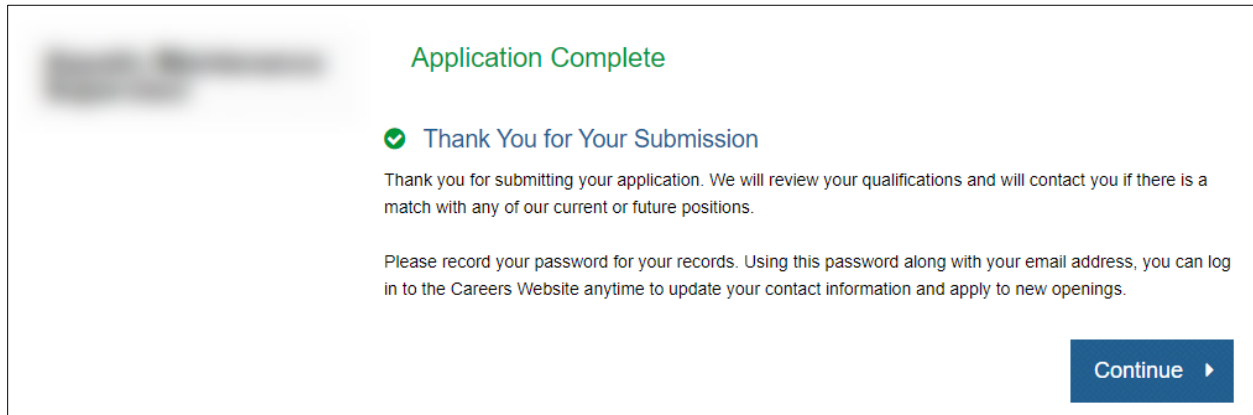 Application Complete
Thank You for Your Submission
Thank you for submitting your application. We will review your qualifications and will contact you if there is a
match with any of our current or future positions.
Please record your password for your records. Using this password along with your email address, you can log
in to the Careers Website anytime to update your contact information and apply to new openings.
Continue